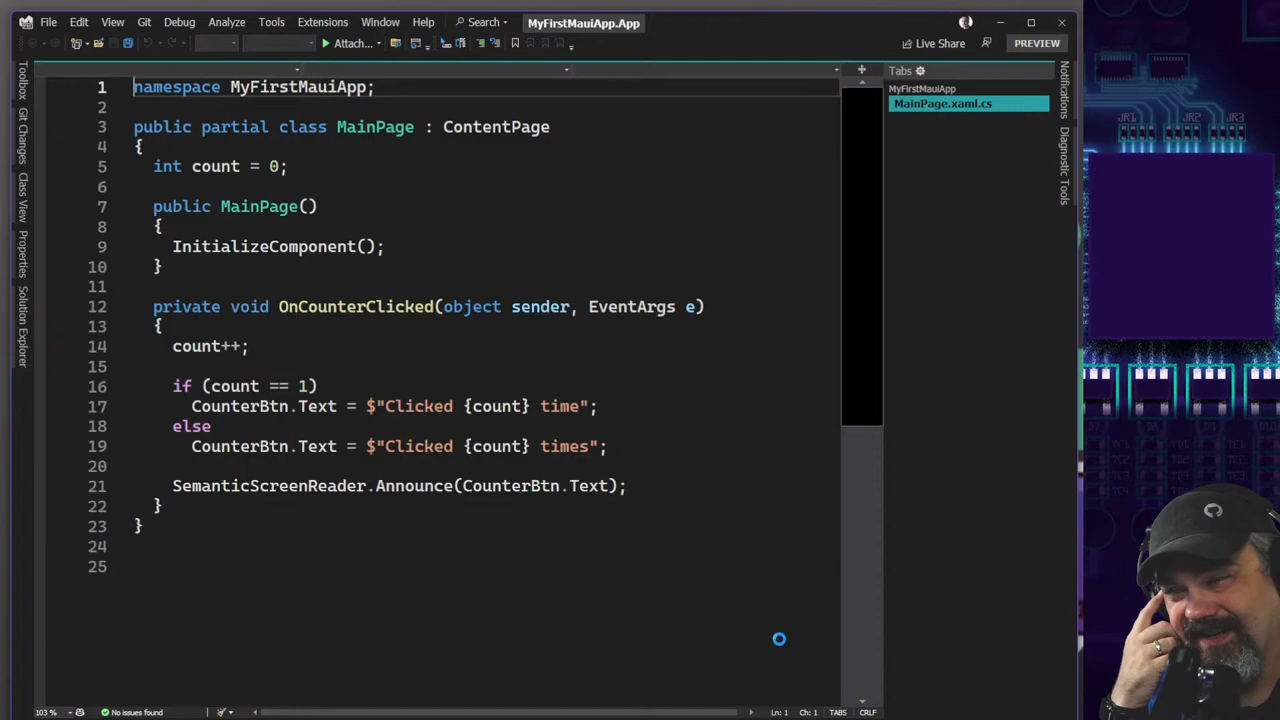 File Edit View Git Debug Analyze Tools Extensions Window Help Search MyFirstMauiApp.App
Attach... Live Share PREVIEW
Toolbox
Git Changes
Class View
Properties
Solution Explorer
1 namespace MyFirstMauiApp;
2
3 public partial class MainPage : ContentPage
4 {
5 int count = 0;
6
7 public MainPage()
8 {
9 InitializeComponent();
10 }
11
12 private void OnCounterClicked(object sender, EventArgs e)
13 {
14 count++;
15
16 if (count == 1)
17 CounterBtn.Text = $"Clicked {count} time";
18 else
19 CounterBtn.Text = $"Clicked {count} times";
20
21 SemanticScreenReader.Announce(CounterBtn.Text);
22 }
23 }
24
25
Tabs
MyFirstMauiApp
MainPage.xaml.cs
Notifications
Diagnostic Tools
JR1 JR2 JR3
103 % No issues found Ln: 1 Ch: 1 TABS CRLF